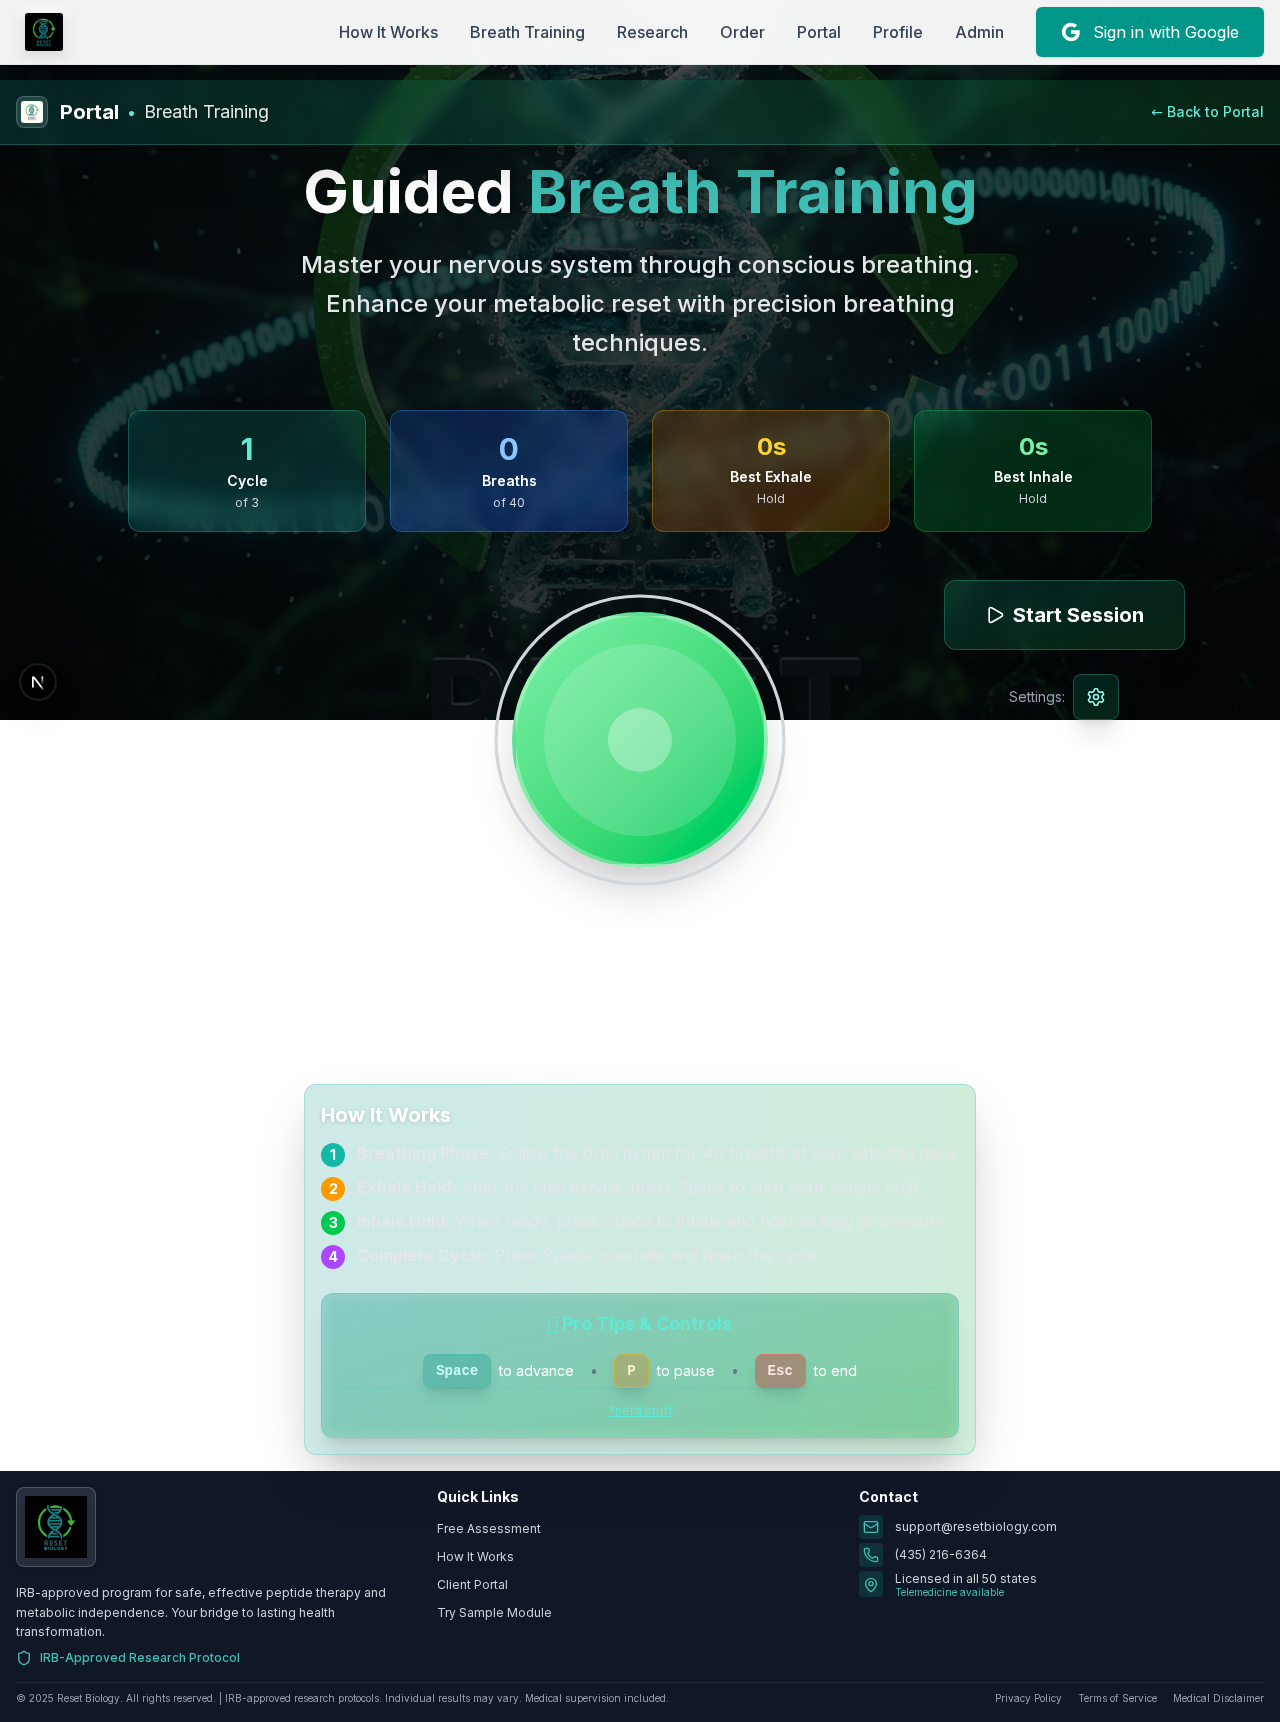 How It Works
Breath Training
Research
Order
Portal
Profile
Admin
Sign in with Google
Portal • Breath Training
← Back to Portal
Guided Breath Training
Master your nervous system through conscious breathing.
Enhance your metabolic reset with precision breathing
techniques.
1
Cycle
of 3
0
Breaths
of 40
0s
Best Exhale
Hold
0s
Best Inhale
Hold
Start Session
Settings:
How It Works
1 Breathing Phase: Follow the orb rhythm for 40 breaths at your selected pace
2 Exhale Hold: After the final exhale, press Space to start your exhale hold
3 Inhale Hold: When ready, press Space to inhale and hold as long as possible
4 Complete Cycle: Press Space to exhale and finish the cycle
Pro Tips & Controls
Space to advance • P to pause • Esc to end
*nerd stuff
RESET
BIOLOGY
IRB-approved program for safe, effective peptide therapy and
metabolic independence. Your bridge to lasting health
transformation.
IRB-Approved Research Protocol
Quick Links
Free Assessment
How It Works
Client Portal
Try Sample Module
Contact
support@resetbiology.com
(435) 216-6364
Licensed in all 50 states
Telemedicine available
© 2025 Reset Biology. All rights reserved. | IRB-approved research protocols. Individual results may vary. Medical supervision included.
Privacy Policy
Terms of Service
Medical Disclaimer